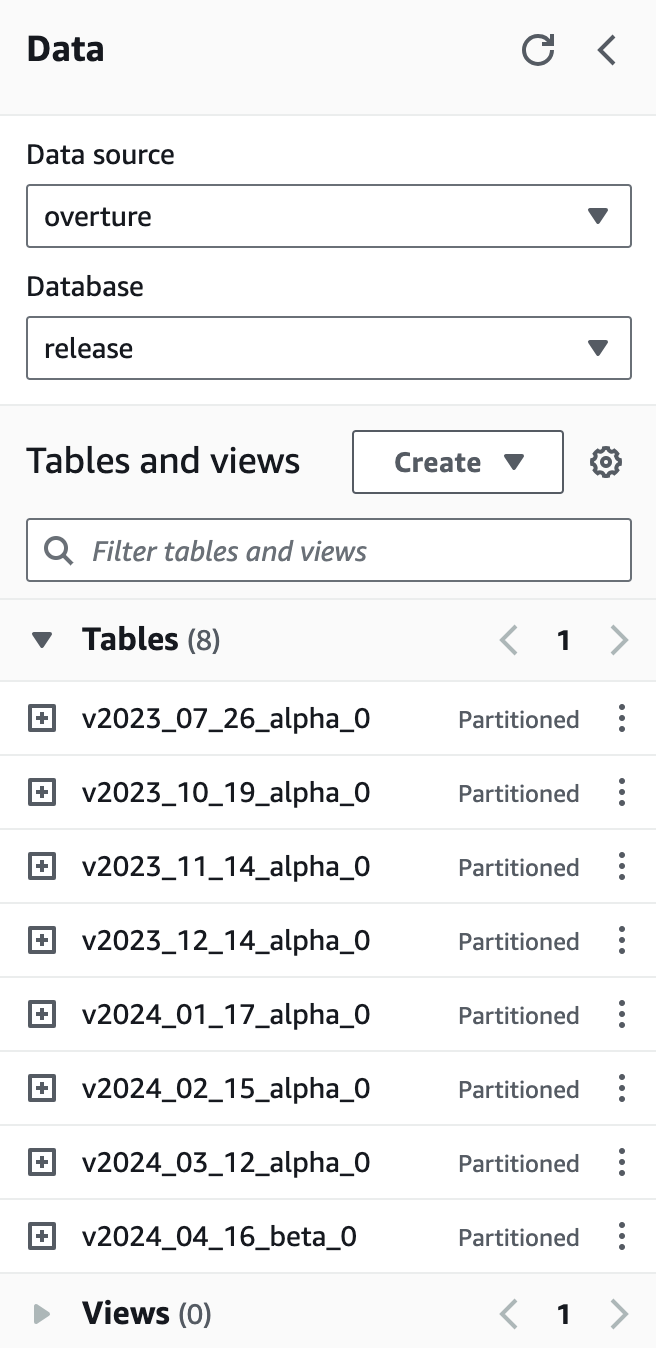 Data
Data source
overture
Database
release
Tables and views Create
Filter tables and views
Tables (8) 1
v2023_07_26_alpha_0 Partitioned
v2023_10_19_alpha_0 Partitioned
v2023_11_14_alpha_0 Partitioned
v2023_12_14_alpha_0 Partitioned
v2024_01_17_alpha_0 Partitioned
v2024_02_15_alpha_0 Partitioned
v2024_03_12_alpha_0 Partitioned
v2024_04_16_beta_0 Partitioned
Views (0) 1